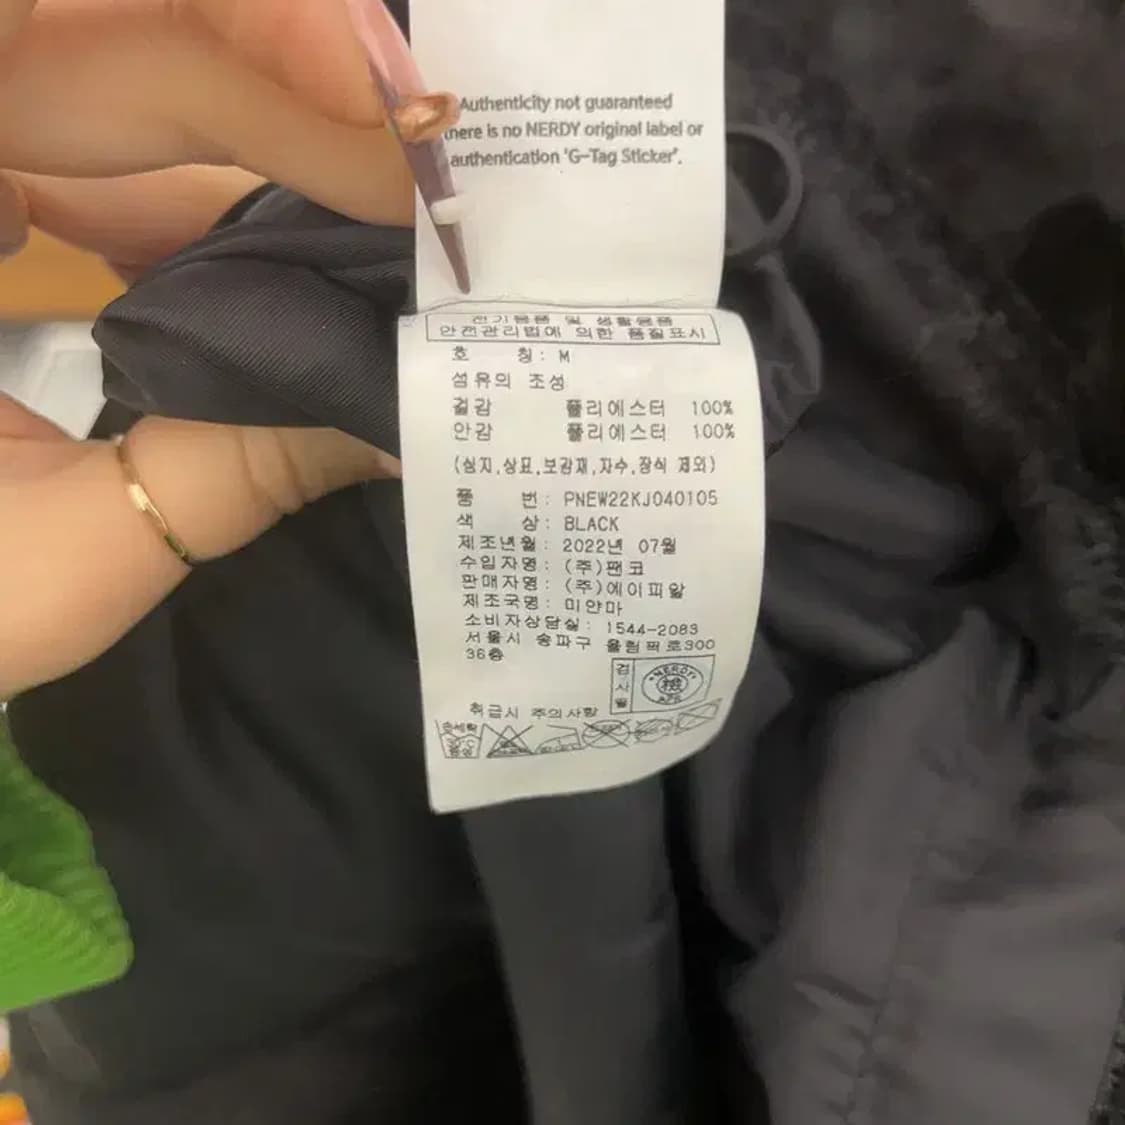 Authenticity not guaranteed
there is no NERDY original label or
authentication 'G-Tag Sticker'.
전기용품 및 생활용품
안전관리법에 의한 품질표시
호 칭: M
섬유의 조성
겉감 폴리에스터 100%
안감 폴리에스터 100%
(심지,상표,보강재,자수,장식 제외)
품 번: PNEW22KJ040105
색 상: BLACK
제조년월: 2022년 07월
수입자명: (주)팬코
판매자명: (주)에이피알
제조국명: 미얀마
소비자상담실: 1544-2083
서울시 송파구 올림픽로300
36층
검사필
NERDY
APR
취급시 주의사항
손세탁
중성